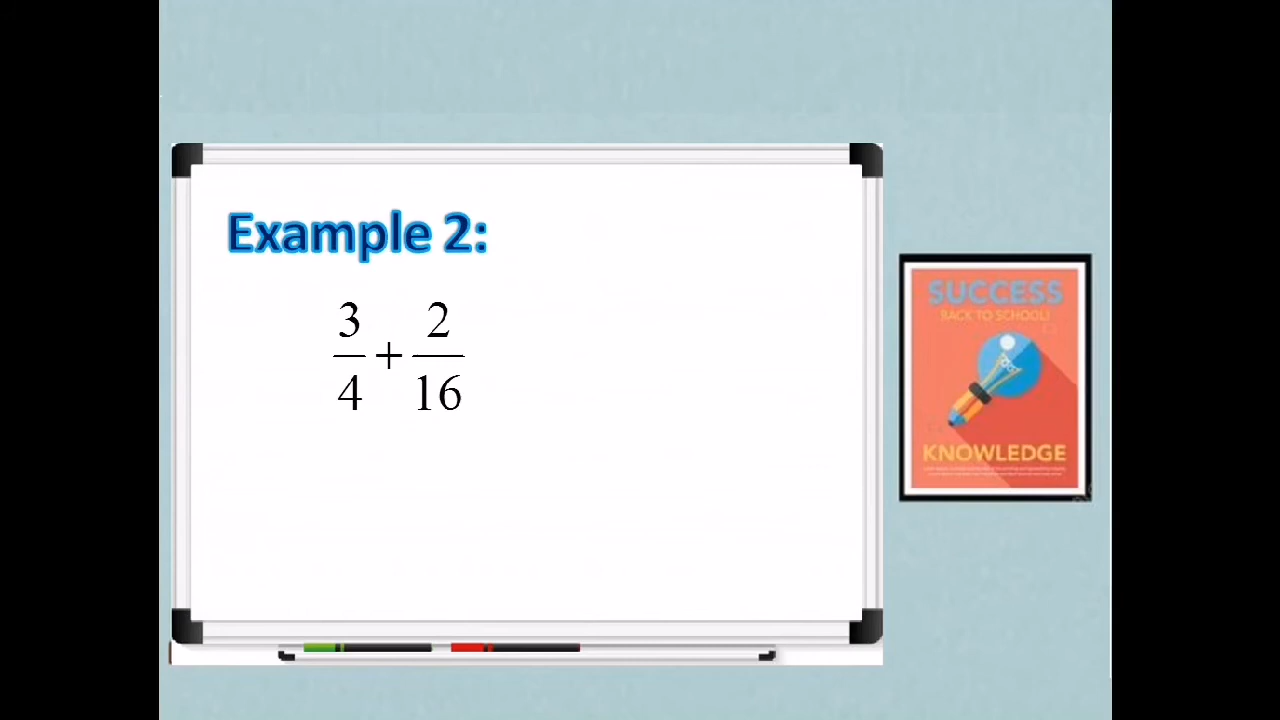 Example 2:
3/4 + 2/16
SUCCESS
BACK TO SCHOOL!
KNOWLEDGE